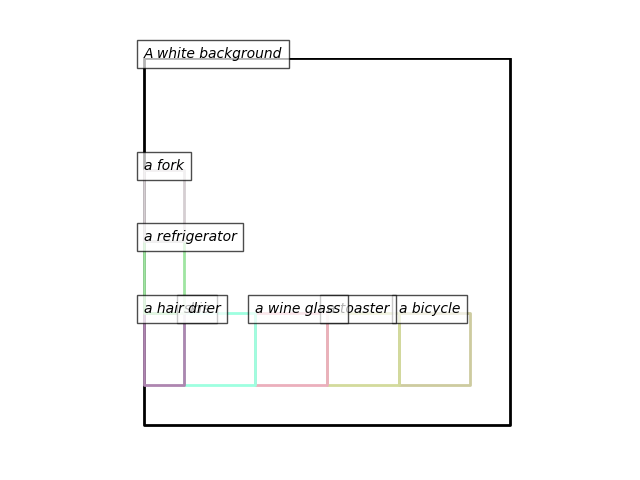 A white background
a fork
a refrigerator
a hair drier
a wine glass
toaster
a bicycle